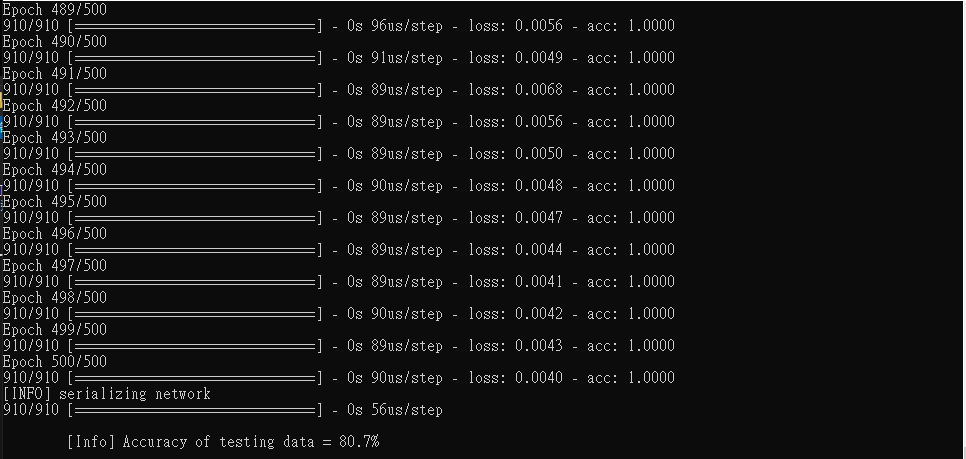 Epoch 489/500
910/910 [==============================] - 0s 96us/step - loss: 0.0056 - acc: 1.0000
Epoch 490/500
910/910 [==============================] - 0s 91us/step - loss: 0.0049 - acc: 1.0000
Epoch 491/500
910/910 [==============================] - 0s 89us/step - loss: 0.0068 - acc: 1.0000
Epoch 492/500
910/910 [==============================] - 0s 89us/step - loss: 0.0056 - acc: 1.0000
Epoch 493/500
910/910 [==============================] - 0s 89us/step - loss: 0.0050 - acc: 1.0000
Epoch 494/500
910/910 [==============================] - 0s 90us/step - loss: 0.0048 - acc: 1.0000
Epoch 495/500
910/910 [==============================] - 0s 89us/step - loss: 0.0047 - acc: 1.0000
Epoch 496/500
910/910 [==============================] - 0s 89us/step - loss: 0.0044 - acc: 1.0000
Epoch 497/500
910/910 [==============================] - 0s 89us/step - loss: 0.0041 - acc: 1.0000
Epoch 498/500
910/910 [==============================] - 0s 90us/step - loss: 0.0042 - acc: 1.0000
Epoch 499/500
910/910 [==============================] - 0s 89us/step - loss: 0.0043 - acc: 1.0000
Epoch 500/500
910/910 [==============================] - 0s 90us/step - loss: 0.0040 - acc: 1.0000
[INFO] serializing network
910/910 [==============================] - 0s 56us/step
[Info] Accuracy of testing data = 80.7%